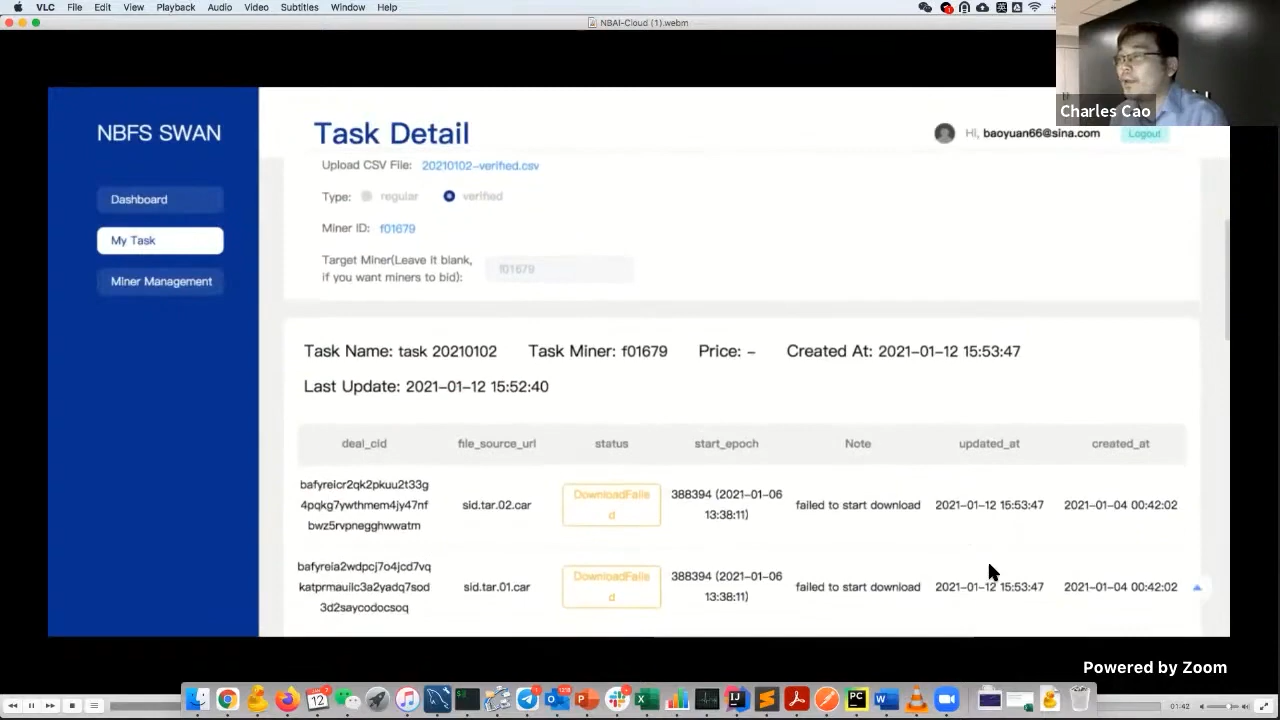 VLC File Edit View Playback Audio Video Subtitles Window Help
NBAI-Cloud (1).webm
Charles Cao
NBFS SWAN
Dashboard
My Task
Miner Management
Task Detail
Hi, baoyuan66@sina.com
Logout
Upload CSV File: 20210102-verified.csv
Type: regular verified
Miner ID: f01679
Target Miner(Leave it blank,
if you want miners to bid): f01679
Task Name: task 20210102 Task Miner: f01679 Price: - Created At: 2021-01-12 15:53:47
Last Update: 2021-01-12 15:52:40
deal_cid file_source_url status start_epoch Note updated_at created_at
bafyreicr2qk2pkuu2t33g
4pqkg7ywthmem4jy47nf
bwz5rvpnegghwwatm
sid.tar.02.car
DownloadFaile
d
388394 (2021-01-06
13:38:11)
failed to start download
2021-01-12 15:53:47
2021-01-04 00:42:02
bafyreia2wdpcj7o4jcd7vq
katprmauilc3a2yadq7sod
3d2saycodocsoq
sid.tar.01.car
DownloadFaile
d
388394 (2021-01-06
13:38:11)
failed to start download
2021-01-12 15:53:47
2021-01-04 00:42:02
Powered by Zoom
01:42